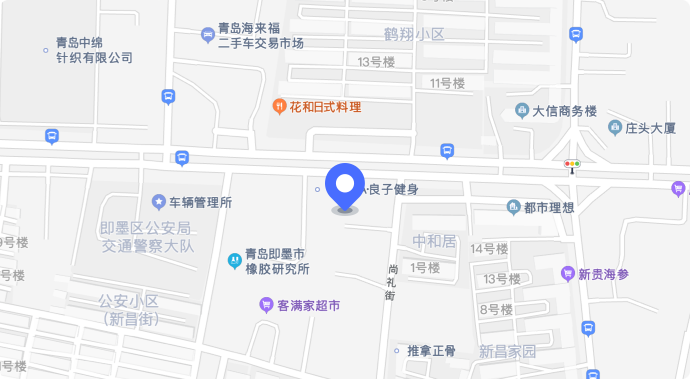 鹤翔小区
青岛海来福
二手车交易市场
青岛中绵
针织有限公司
13号楼
11号楼
花和日式料理
大信商务楼
庄头大厦
良子健身
车辆管理所
都市理想
即墨区公安局
交通警察大队
中和居
14号楼
号楼
青岛即墨市
橡胶研究所
1号楼
尚礼街
13号楼
新贵海参
公安小区
（新昌街）
客满家超市
8号楼
推拿正骨
新昌家园
号楼